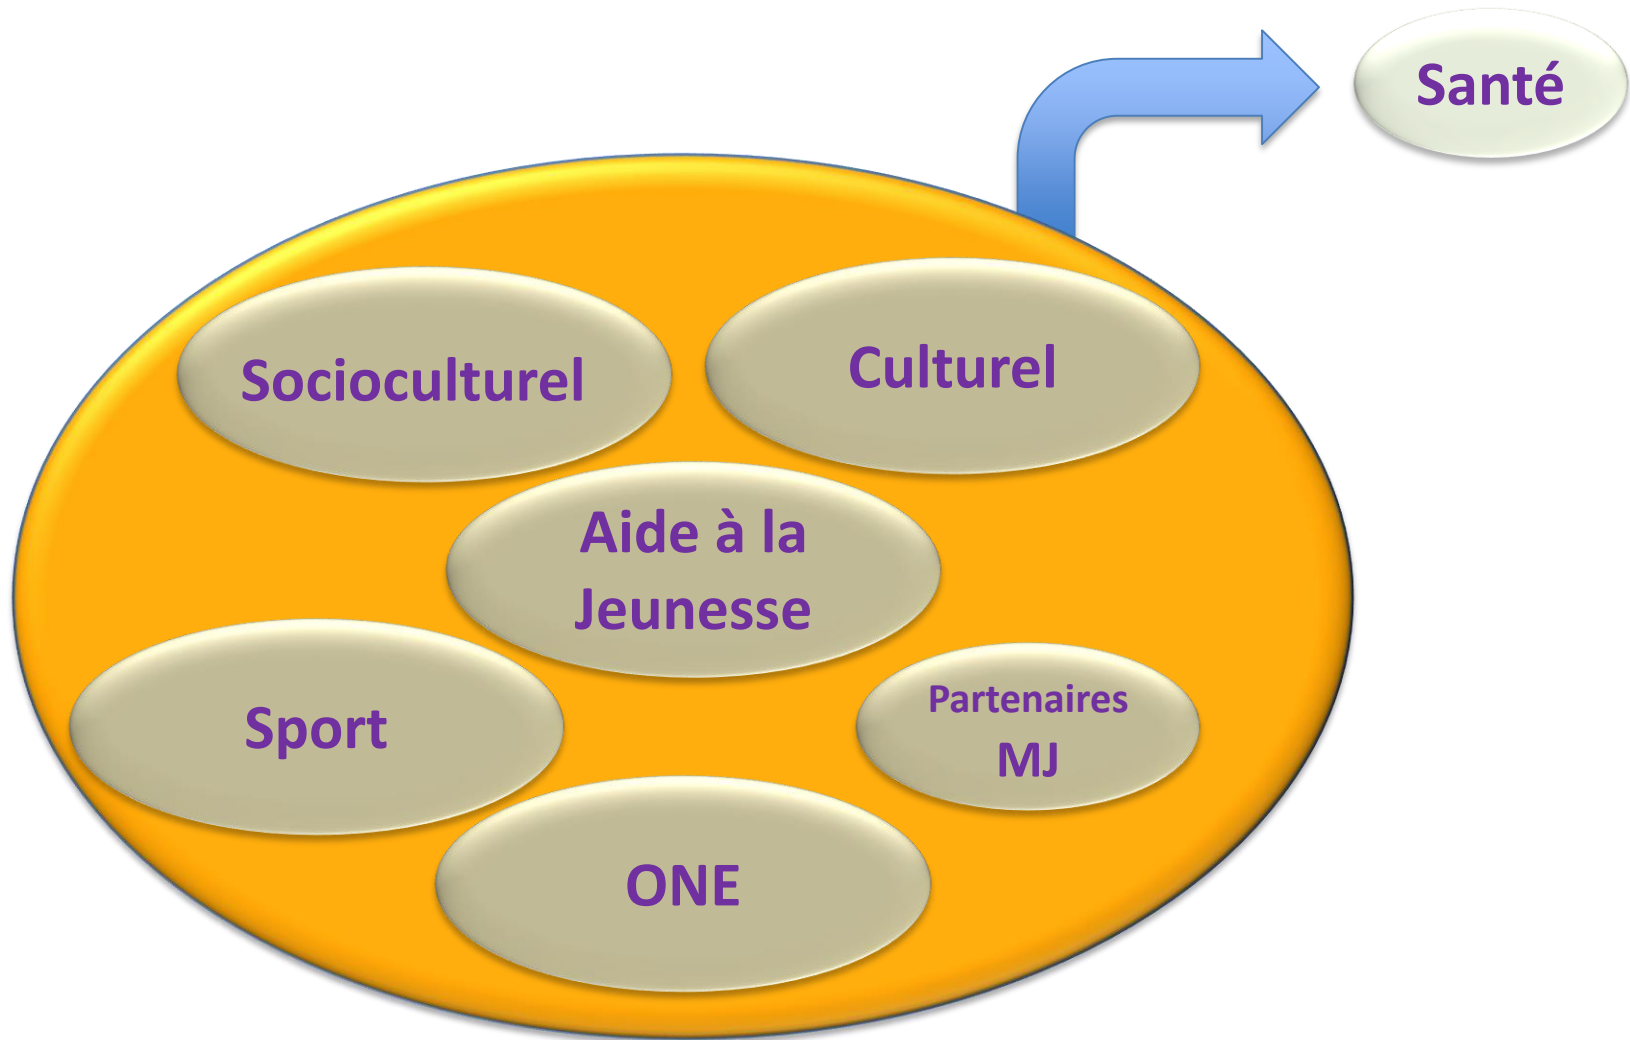 Santé
Socioculturel
Culturel
Aide à la
Jeunesse
Sport
Partenaires
MJ
ONE